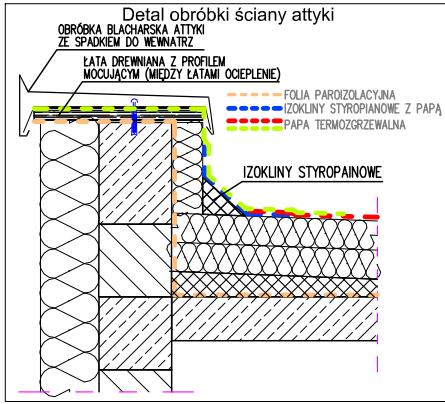 Detal obróbki ściany attyki
OBRÓBKA BLACHARSKA ATTYKI
ZE SPADKIEM DO WEWNATRZ
ŁATA DREWNIANA Z PROFILEM
MOCUJĄCYM (MIĘDZY ŁATAMI OCIEPLENIE)
FOLIA PAROIZOLACYJNA
IZOKLINY STYROPIANOWE Z PAPĄ
PAPA TERMOZGRZEWALNA
IZOKLINY STYROPAINOWE